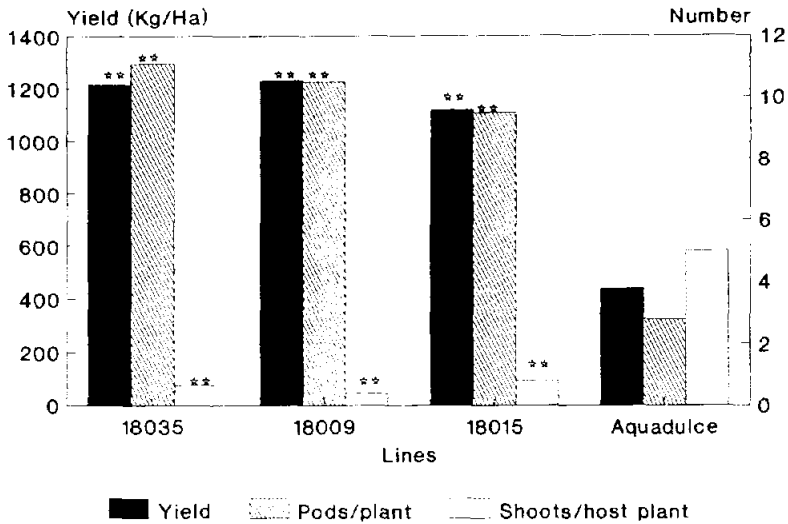 Yield (Kg/Ha) Number
1400 12
1200 10
1000 8
800 6
600 4
400 2
200 0
0
** ** **
** ** **
** ** **
18035 18009 18015 Aquadulce
Lines
Yield Pods/plant Shoots/host plant